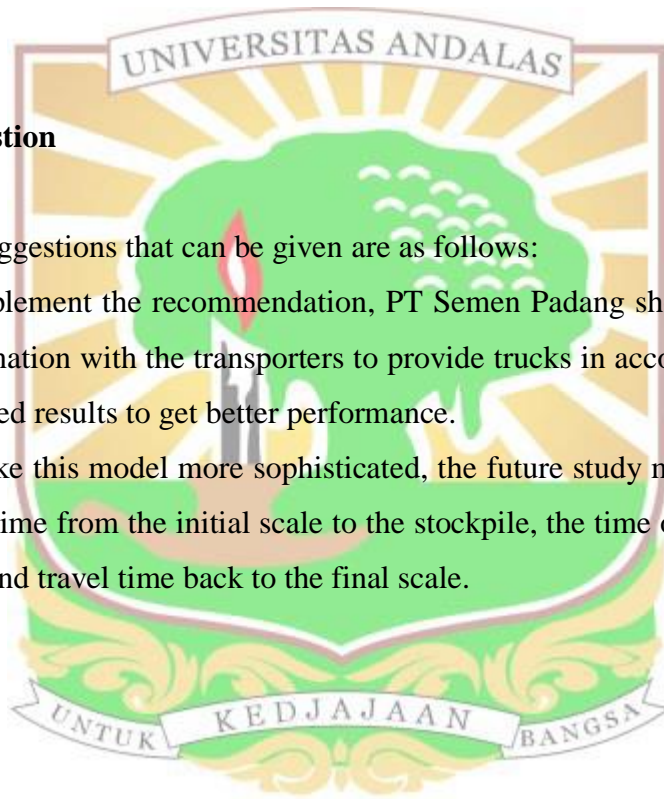 UNIVERSITAS ANDALAS
stion
ggestions that can be given are as follows:
plement the recommendation, PT Semen Padang sh
nation with the transporters to provide trucks in acco
ed results to get better performance.
ke this model more sophisticated, the future study m
ime from the initial scale to the stockpile, the time
nd travel time back to the final scale.
UNTUK KEDJAJAAN BANGSA